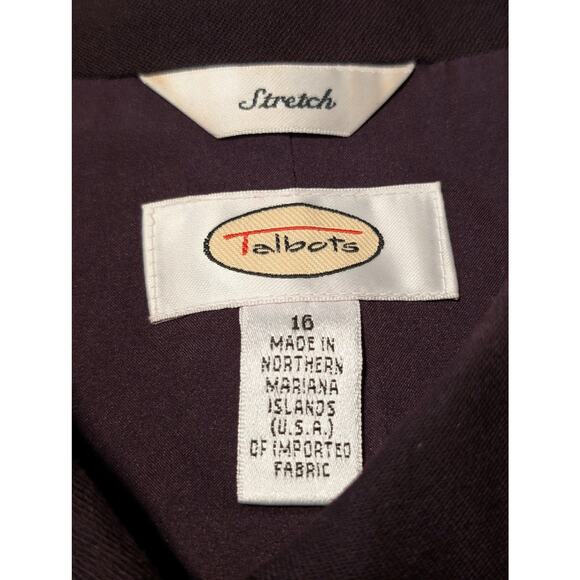 Stretch
Talbots
16
MADE IN
NORTHERN
MARIANA
ISLANDS
(U.S.A.)
OF IMPORTED
FABRIC